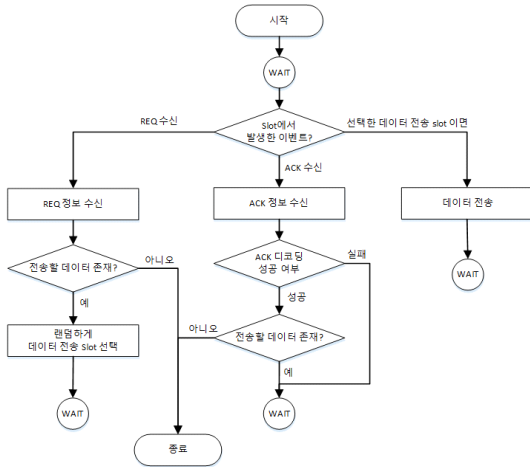 시작
WAIT
Slot에서
발생한 이벤트?
REQ 수신
선택한 데이터 전송 slot 이면
ACK 수신
REQ 정보 수신
ACK 정보 수신
데이터 전송
전송할 데이터 존재?
아니오
예
ACK 디코딩
성공 여부
실패
성공
WAIT
랜덤하게
데이터 전송 Slot 선택
아니오
전송할 데이터 존재?
예
WAIT
WAIT
종료